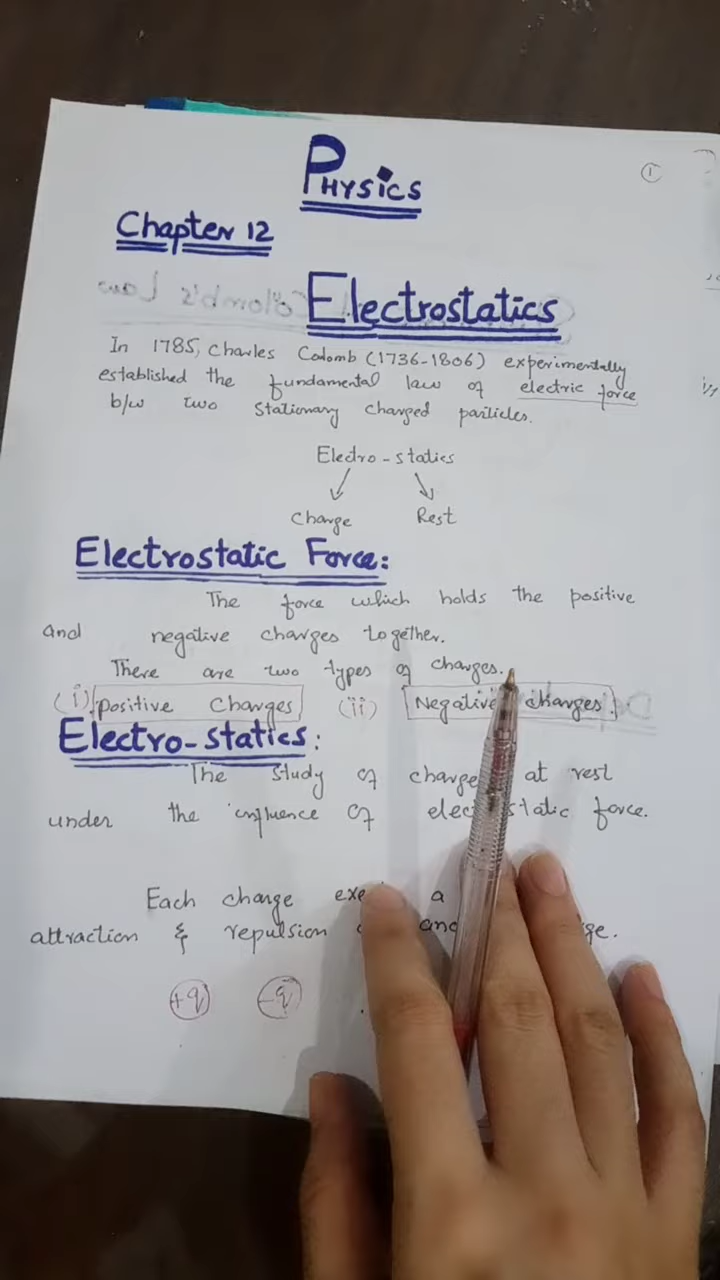 Physics
1
Chapter 12
Electrostatics
In 1785, Charles Colomb (1736-1806) experimentally
established the fundamental law of electric force
b/w two stationary charged particles.
Electro-statics
Charge Rest
Electrostatic Force:
The force which holds the positive
and negative charges together.
There are two types of charges.
(i) positive Charges (ii) Negative charges
Electro-statics:
The study of charge at rest
under the influence of electrostatic force.
Each charge a
attraction & repulsion
+q -q